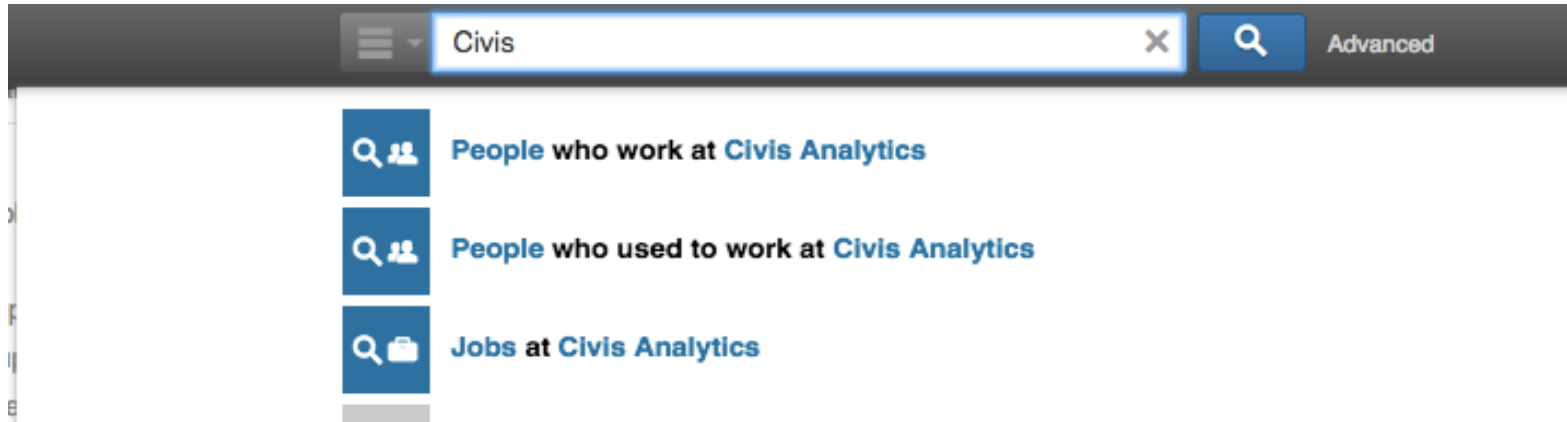 Civis
Advanced
People who work at Civis Analytics
People who used to work at Civis Analytics
Jobs at Civis Analytics